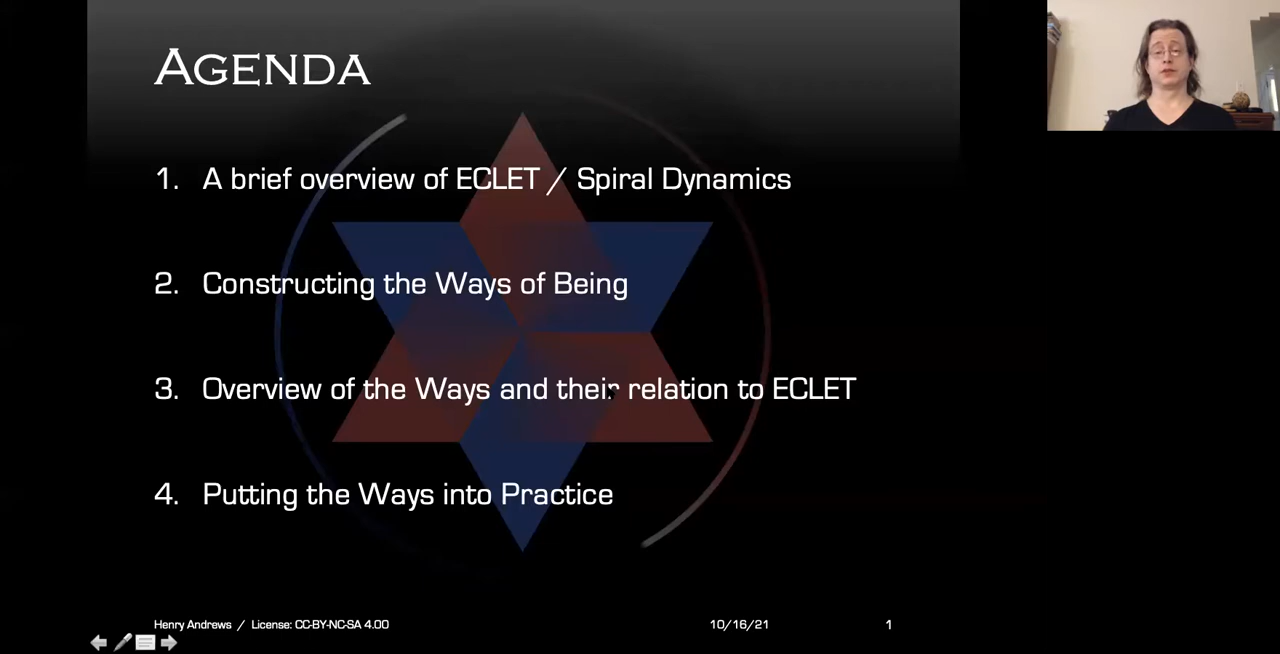 AGENDA
1. A brief overview of ECLET / Spiral Dynamics
2. Constructing the Ways of Being
3. Overview of the Ways and their relation to ECLET
4. Putting the Ways into Practice
Henry Andrews / License: CC-BY-NC-SA 4.00 10/16/21 1